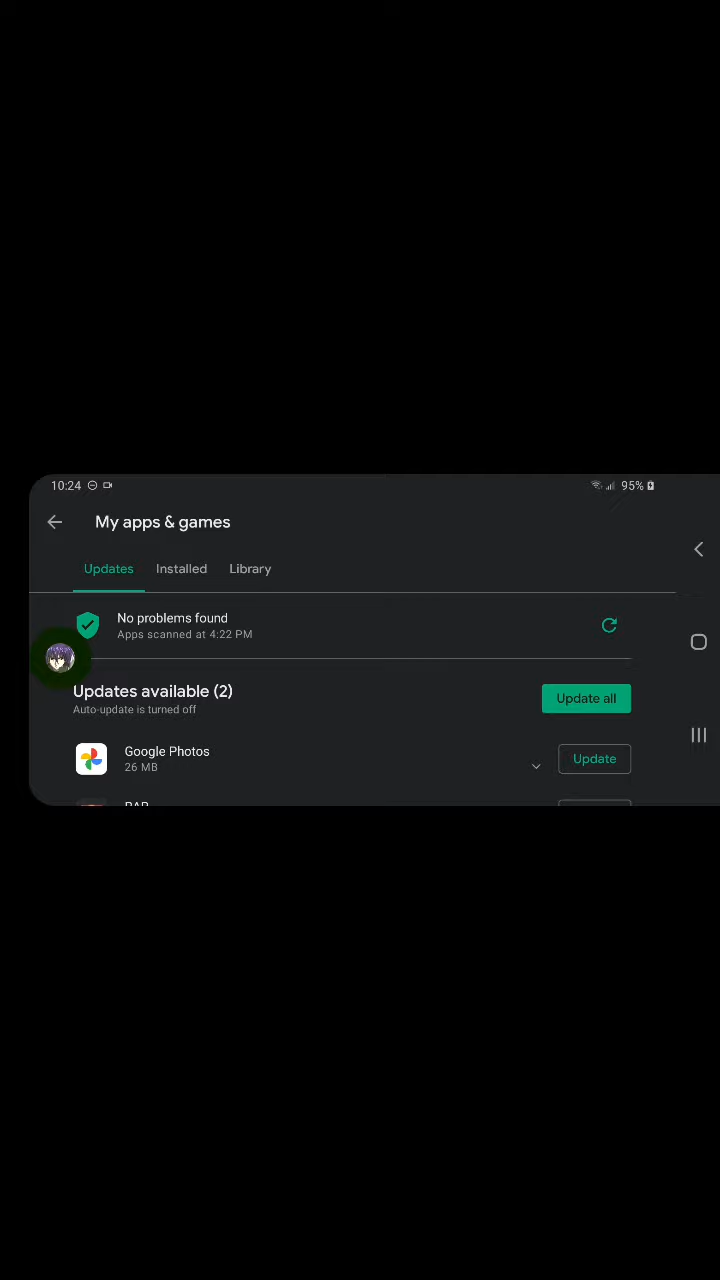 10:24
95%
My apps & games
Updates Installed Library
No problems found
Apps scanned at 4:22 PM
Updates available (2)
Auto-update is turned off
Update all
Google Photos
26 MB
Update